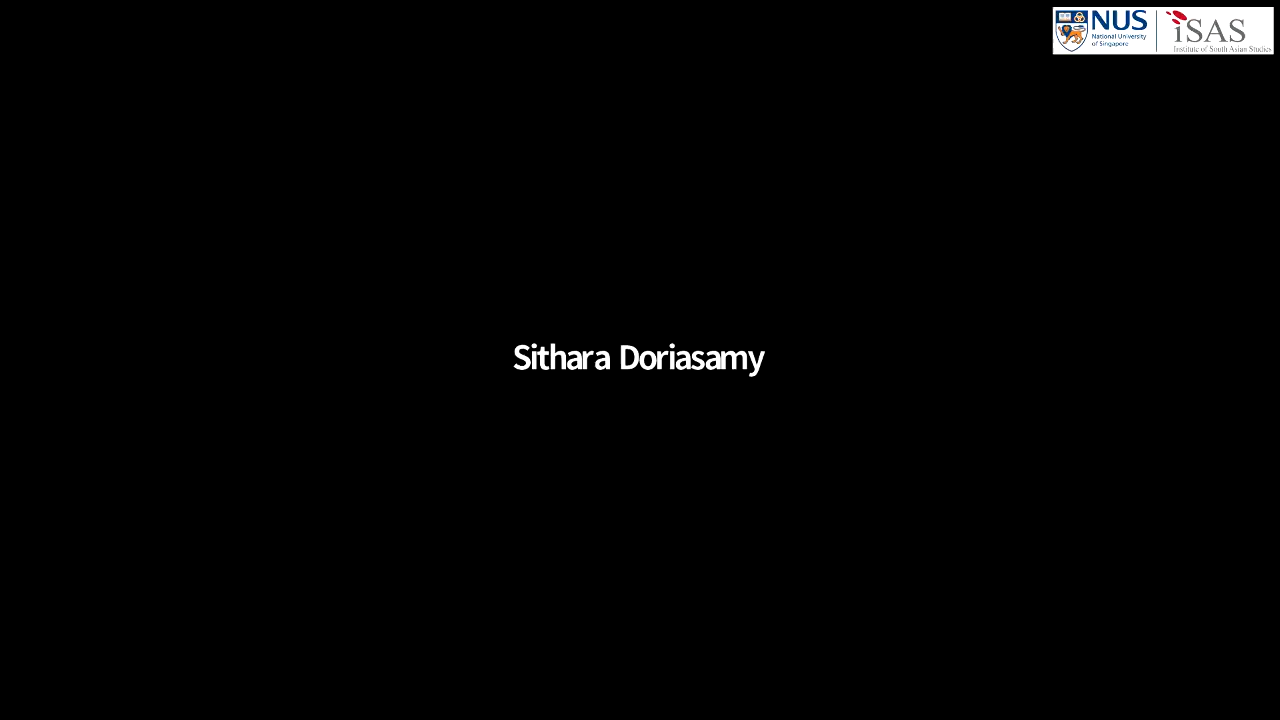 NUS
National University
of Singapore
iSAS
Institute of South Asian Studies
Sithara Doriasamy